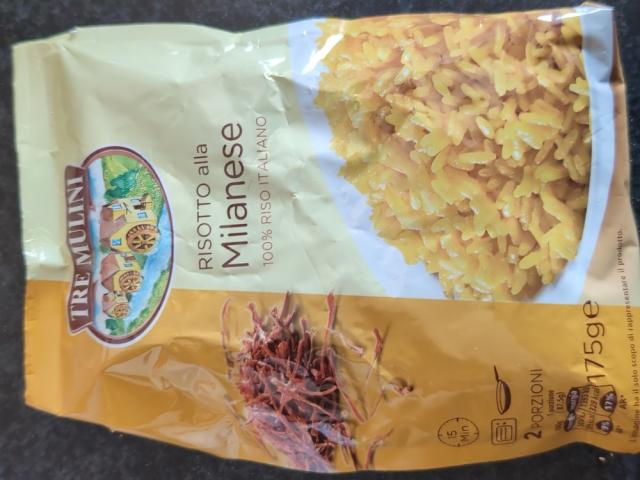 TRE MULINI
RISOTTO alla
Milanese
100% RISO ITALIANO
15
Min
2 PORZIONI
175g e
ha il solo scopo di rappresentare il prodotto.